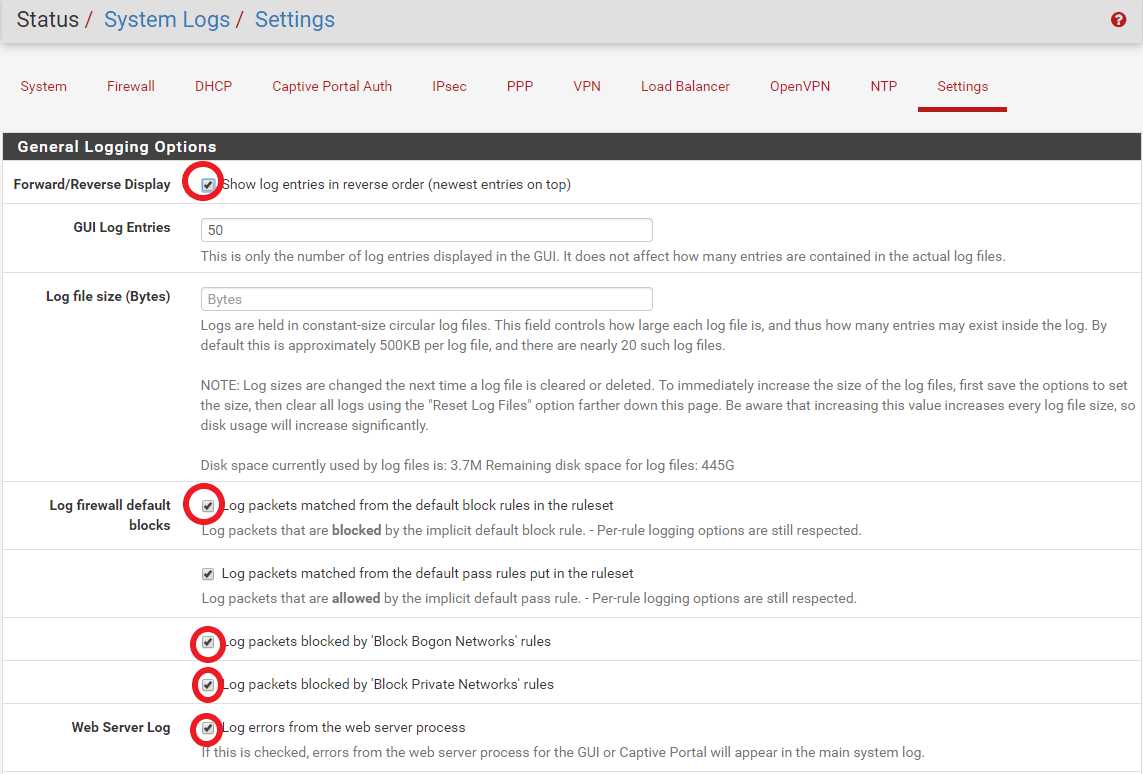 Status / System Logs / Settings
?
System Firewall DHCP Captive Portal Auth IPsec PPP VPN Load Balancer OpenVPN NTP Settings
General Logging Options
Forward/Reverse Display Show log entries in reverse order (newest entries on top)
GUI Log Entries 50
This is only the number of log entries displayed in the GUI. It does not affect how many entries are contained in the actual log files.
Log file size (Bytes) Bytes
Logs are held in constant-size circular log files. This field controls how large each log file is, and thus how many entries may exist inside the log. By
default this is approximately 500KB per log file, and there are nearly 20 such log files.
NOTE: Log sizes are changed the next time a log file is cleared or deleted. To immediately increase the size of the log files, first save the options to set
the size, then clear all logs using the "Reset Log Files" option farther down this page. Be aware that increasing this value increases every log file size, so
disk usage will increase significantly.
Disk space currently used by log files is: 3.7M Remaining disk space for log files: 445G
Log firewall default Log packets matched from the default block rules in the ruleset
blocks
Log packets that are blocked by the implicit default block rule. - Per-rule logging options are still respected.
Log packets matched from the default pass rules put in the ruleset
Log packets that are allowed by the implicit default pass rule. - Per-rule logging options are still respected.
Log packets blocked by 'Block Bogon Networks' rules
Log packets blocked by 'Block Private Networks' rules
Web Server Log Log errors from the web server process
If this is checked, errors from the web server process for the GUI or Captive Portal will appear in the main system log.